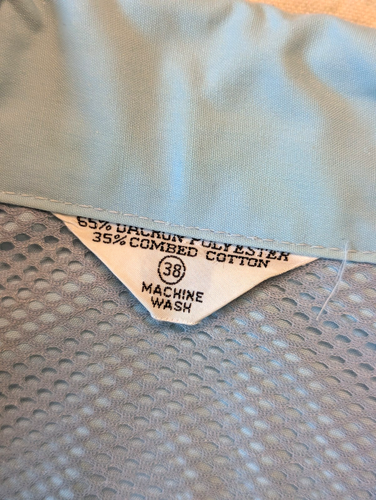 65% DACRON POLYESTER
35% COMBED COTTON
38
MACHINE
WASH